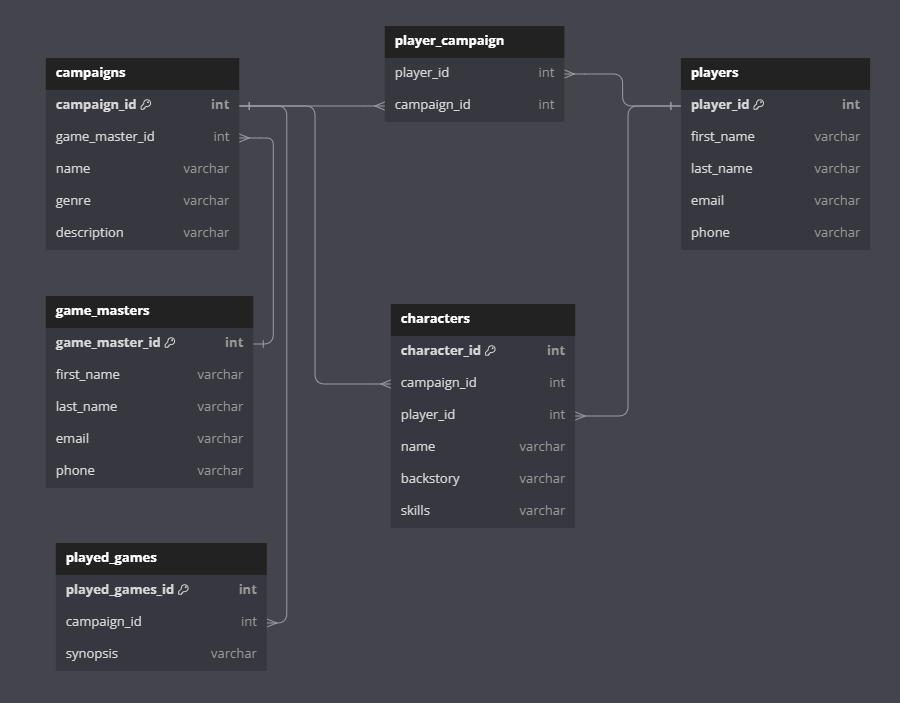 campaigns
campaign_id int
game_master_id int
name varchar
genre varchar
description varchar
player_campaign
player_id int
campaign_id int
players
player_id int
first_name varchar
last_name varchar
email varchar
phone varchar
game_masters
game_master_id int
first_name varchar
last_name varchar
email varchar
phone varchar
characters
character_id int
campaign_id int
player_id int
name varchar
backstory varchar
skills varchar
played_games
played_games_id int
campaign_id int
synopsis varchar